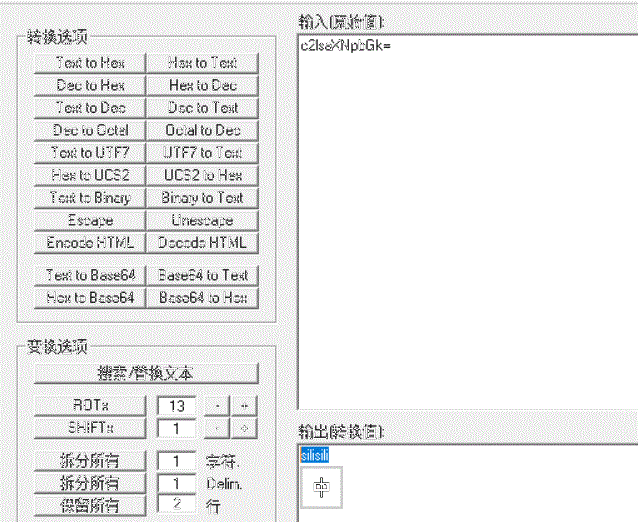 转换选项
Text to Hex Hex to Text
Dec to Hex Hex to Dec
Text to Dec Dec to Text
Dec to Octal Octal to Dec
Text to UTF7 UTF7 to Text
Hex to UCS2 UCS2 to Hex
Text to Binary Binary to Text
Escape Unescape
Encode HTML Decode HTML
Text to Base64 Base64 to Text
Hex to Base64 Base64 to Hex
变换选项
搜索/替换文本
ROTx 13 - +
SHIFTx 1 - +
拆分所有 1 字符.
拆分所有 1 Delim.
保留所有 2 行
输入(原始值):
c2lsaXNpbGk=
输出(转换值):
silisili